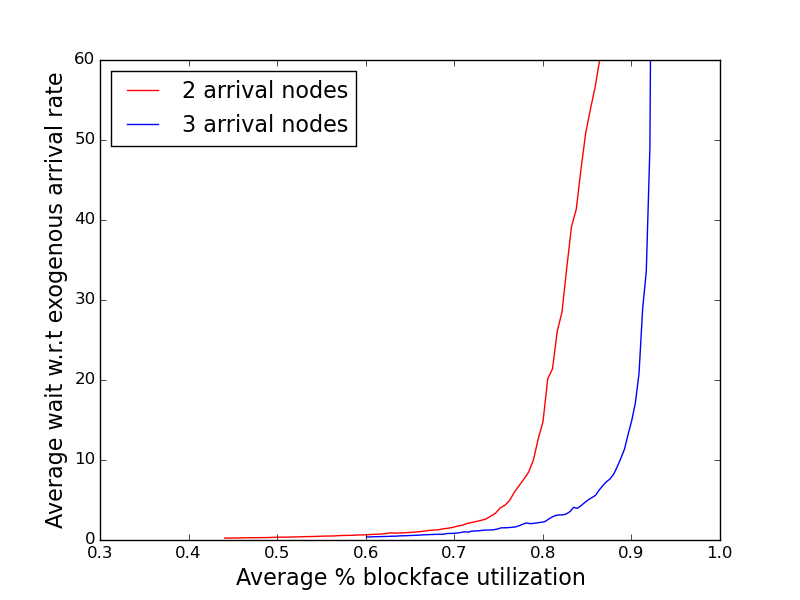 2 arrival nodes
3 arrival nodes
Average wait w.r.t exogenous arrival rate
60
50
40
30
20
10
0
0.3 0.4 0.5 0.6 0.7 0.8 0.9 1.0
Average % blockface utilization